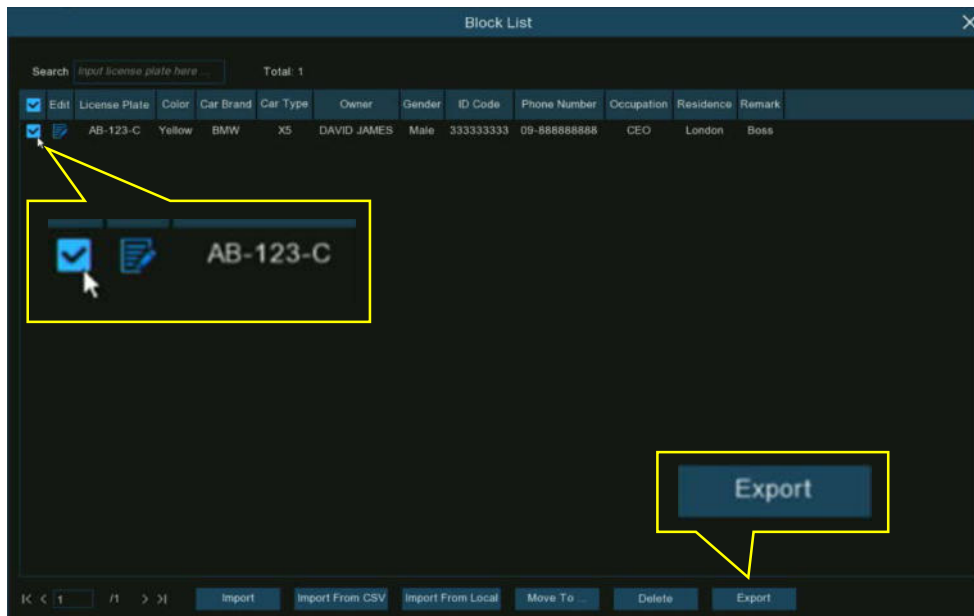 Block List
Search Input license plate here ... Total: 1
Edit License Plate Color Car Brand Car Type Owner Gender ID Code Phone Number Occupation Residence Remark
AB-123-C Yellow BMW X5 DAVID JAMES Male 333333333 09-888888888 CEO London Boss
AB-123-C
Export
1 /1 Import Import From CSV Import From Local Move To ... Delete Export